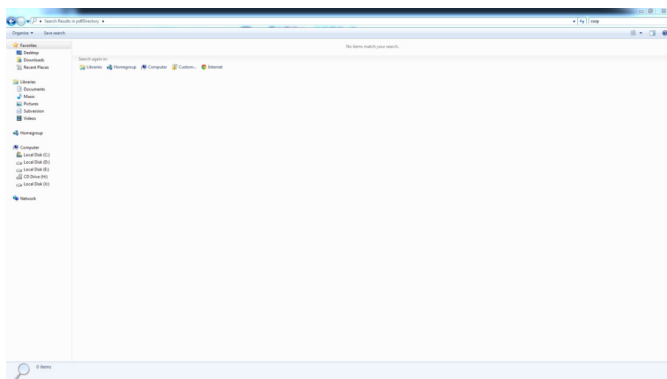 Search Results in pdfDirectory
Organize Save search
No items match your search.
Search again in:
Libraries Homegroup Computer Custom... Internet
Favorites
Desktop
Downloads
Recent Places
Libraries
Documents
Music
Pictures
Subversion
Videos
Homegroup
Computer
Local Disk (C:)
Local Disk (D:)
Local Disk (E:)
CD Drive (H:)
Network
0 items